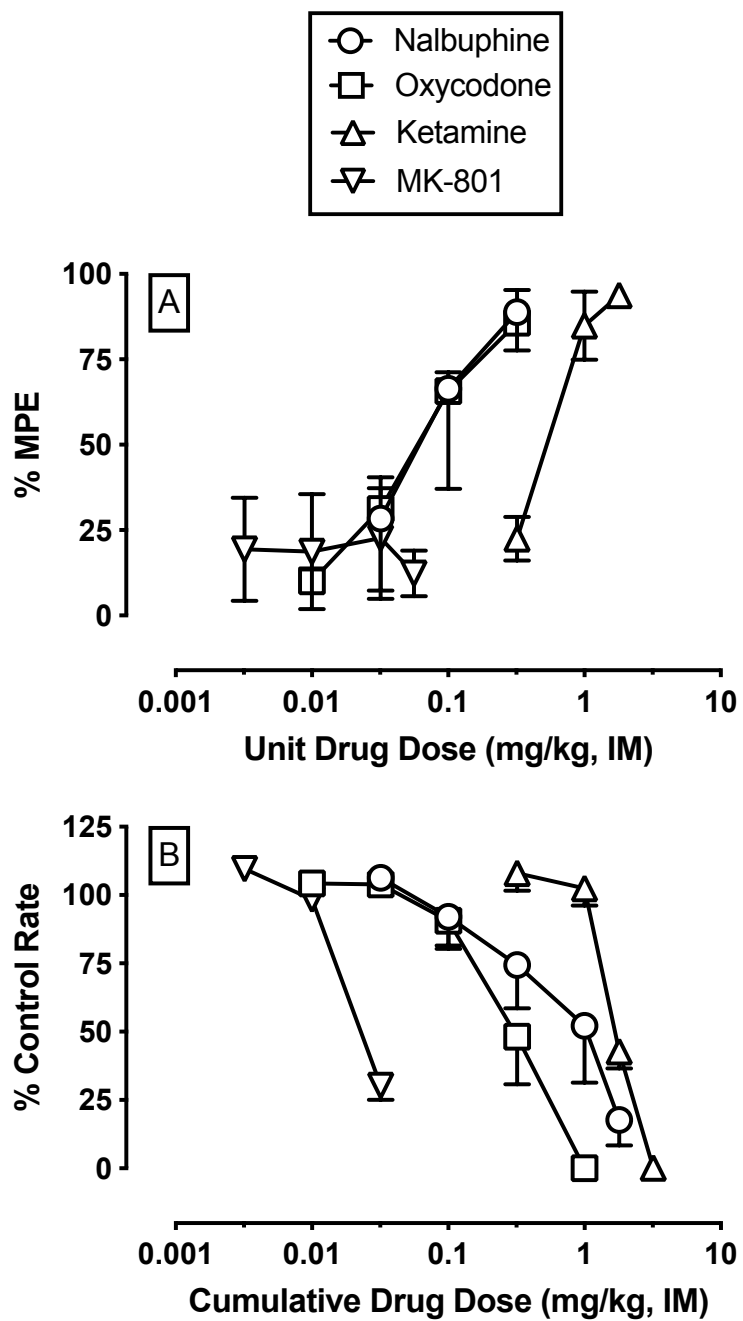 Nalbuphine
Oxycodone
Ketamine
MK-801
A
% MPE
100
75
50
25
0
0.001 0.01 0.1 1 10
Unit Drug Dose (mg/kg, IM)
B
% Control Rate
125
100
75
50
25
0
0.001 0.01 0.1 1 10
Cumulative Drug Dose (mg/kg, IM)